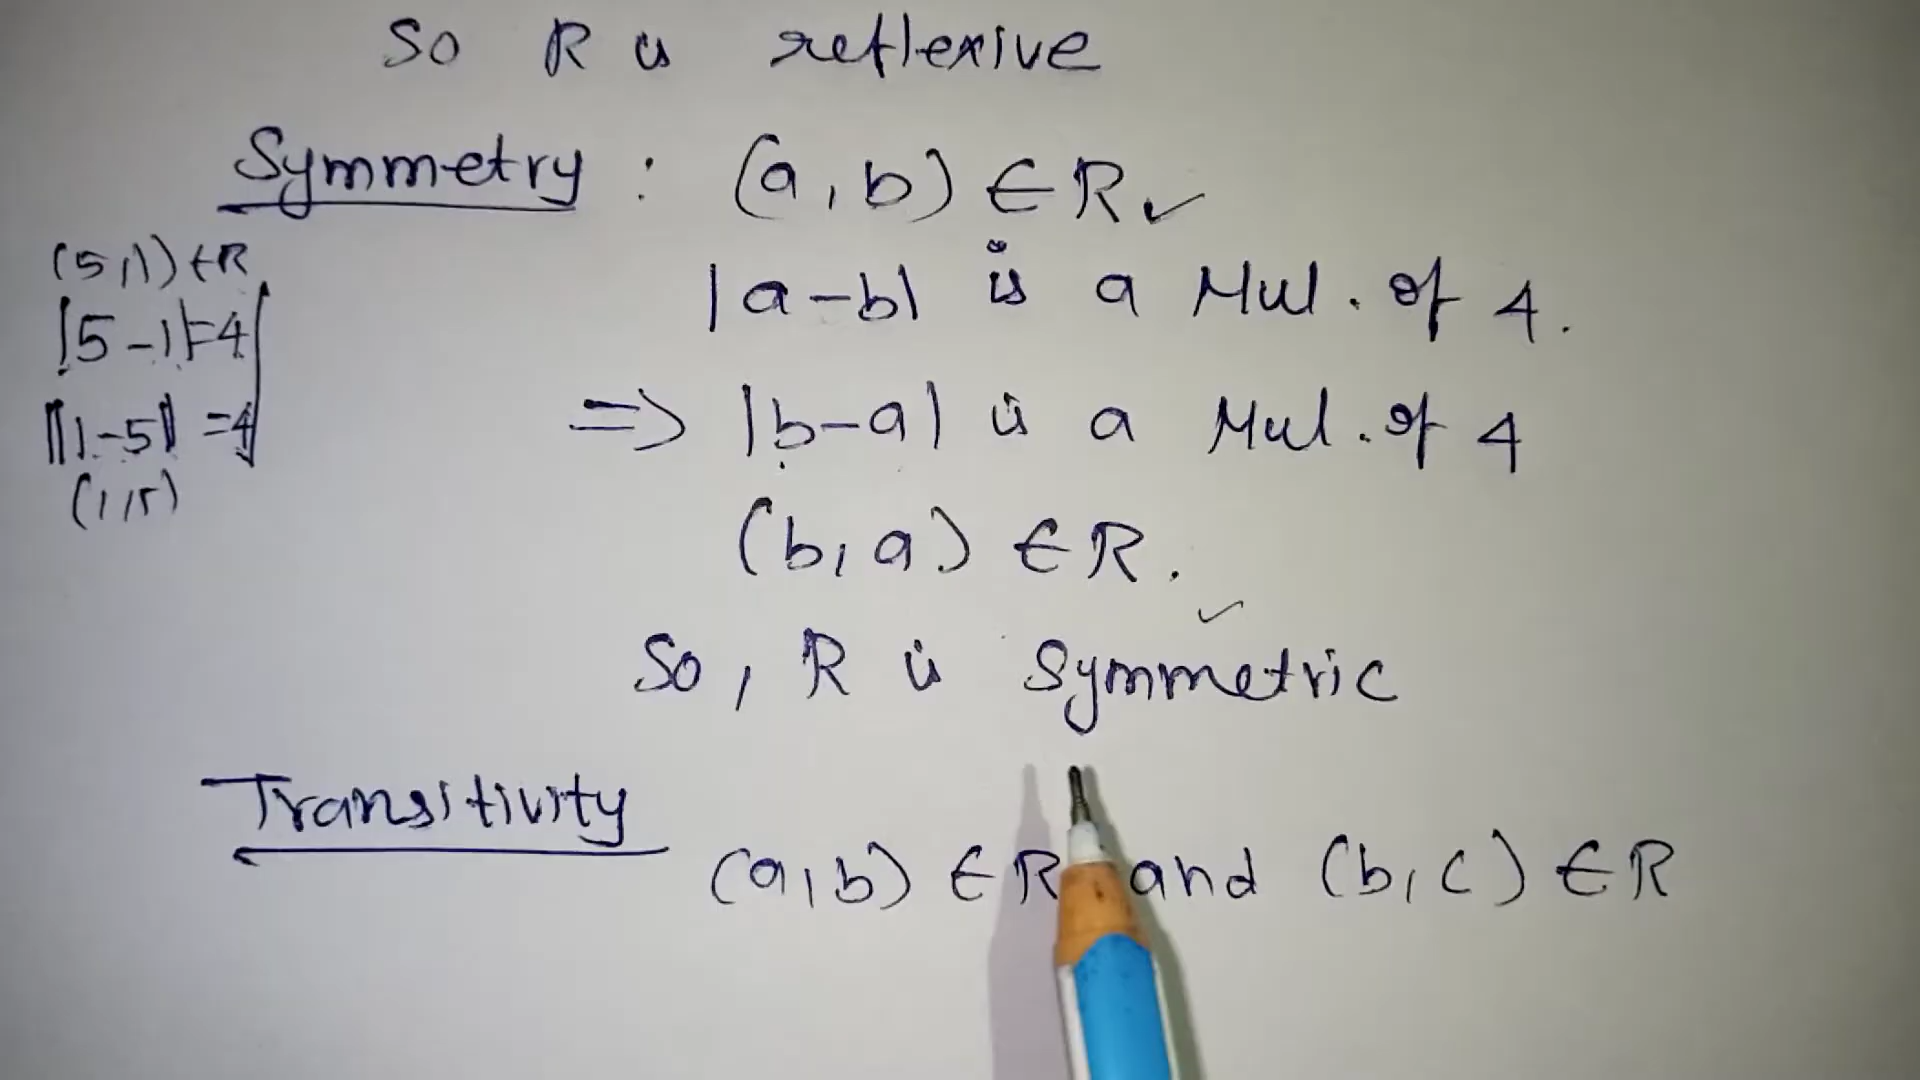 So R is reflexive
Symmetry : (a, b) ∈ R ✓
|a - b| is a Mul. of 4.
=> |b - a| is a Mul. of 4
(b, a) ∈ R.
So, R is Symmetric ✓
Transitivity
(a, b) ∈ R and (b, c) ∈ R
(5, 1) ∈ R
|5 - 1| = 4
|1 - 5| = 4
(1, 5)